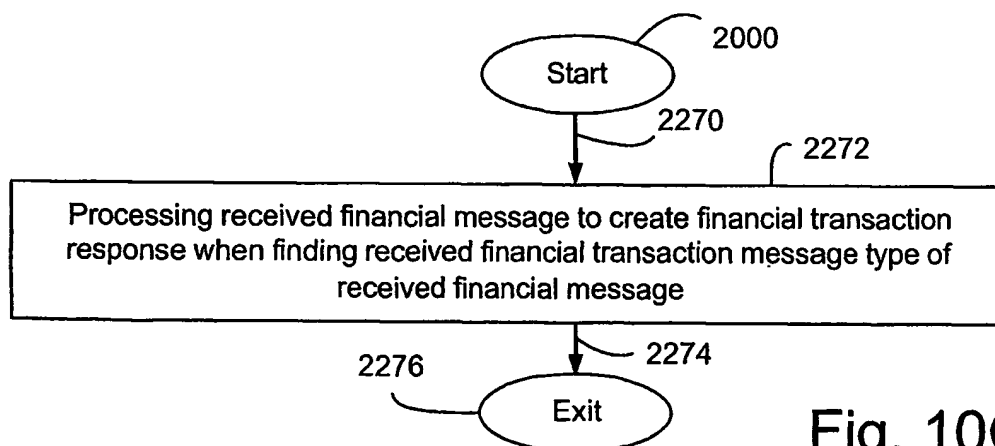 2000
Start
2270
2272
Processing received financial message to create financial transaction
response when finding received financial transaction message type of
received financial message
2274
2276
Exit
Fig.